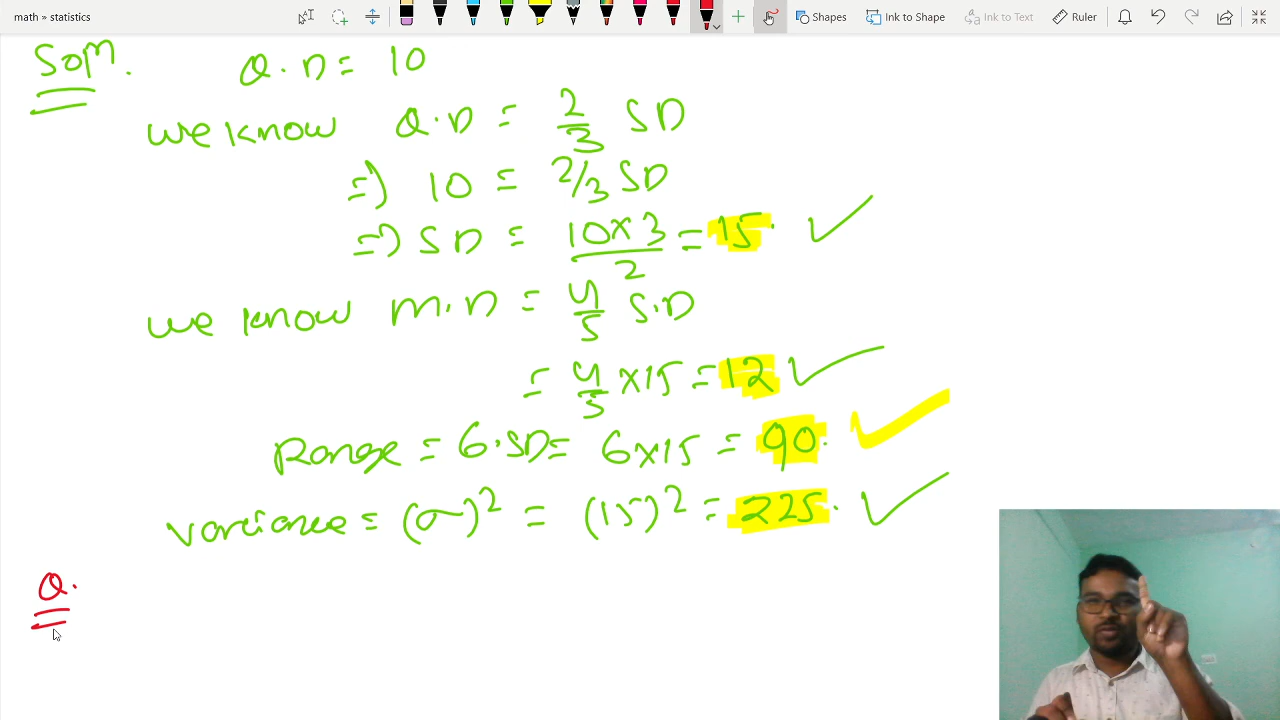 math » statistics
Shapes Ink to Shape Ink to Text Ruler
Soln. Q.D = 10
we know Q.D = 2/3 SD
=> 10 = 2/3 SD
=> SD = 10×3/2 = 15.
we know M.D = 4/5 S.D
= 4/5 ×15 = 12
Range = 6.SD = 6×15 = 90.
variance = (σ)² = (15)² = 225.
Q.